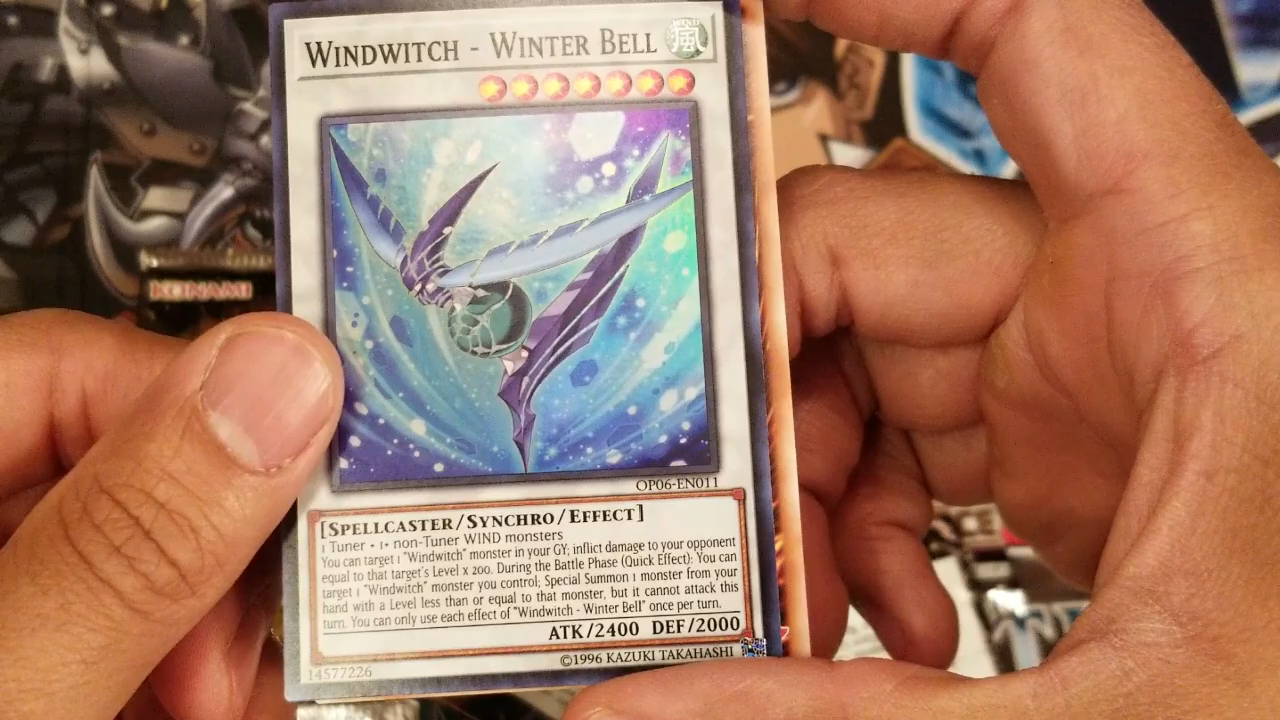 WINDWITCH - WINTER BELL
WIND
風
KONAMI
OP06-EN011
[SPELLCASTER/SYNCHRO/EFFECT]
1 Tuner + 1+ non-Tuner WIND monsters
You can target 1 "Windwitch" monster in your GY; inflict damage to your opponent
equal to that target's Level x 200. During the Battle Phase (Quick Effect): You can
target 1 "Windwitch" monster you control; Special Summon 1 monster from your
hand with a Level less than or equal to that monster, but it cannot attack this
turn. You can only use each effect of "Windwitch - Winter Bell" once per turn.
ATK/2400 DEF/2000
14577226
©1996 KAZUKI TAKAHASHI